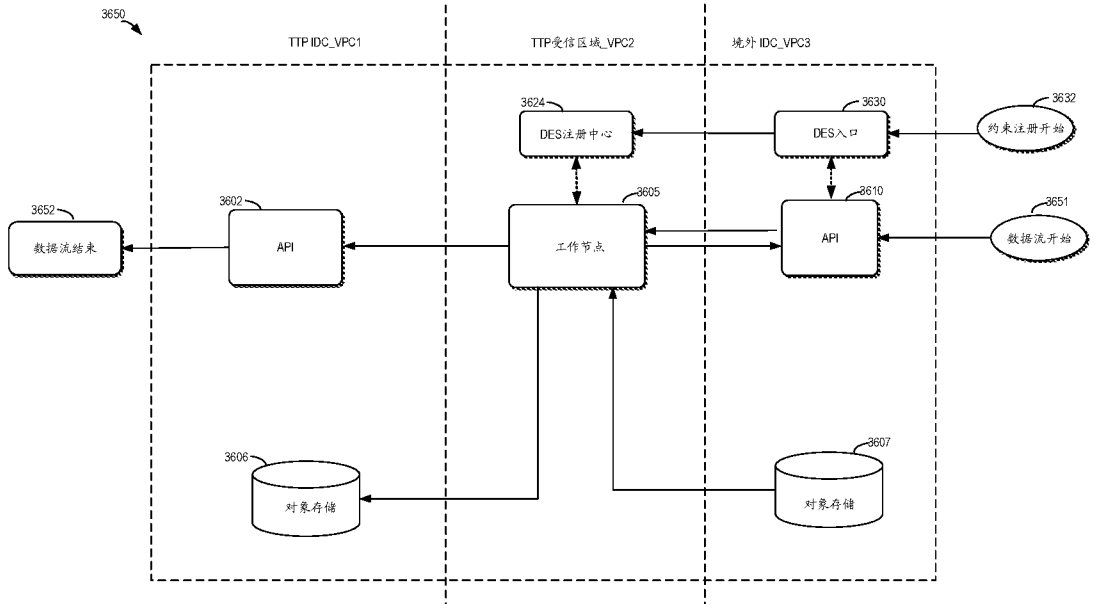 3650
TTP IDC_VPC1
TTP受信区域_VPC2
境外 IDC_VPC3
3624
DES注册中心
3630
DES入口
3632
约束注册开始
3652
数据流结束
3602
API
3605
工作节点
3610
API
3651
数据流开始
3606
对象存储
3607
对象存储